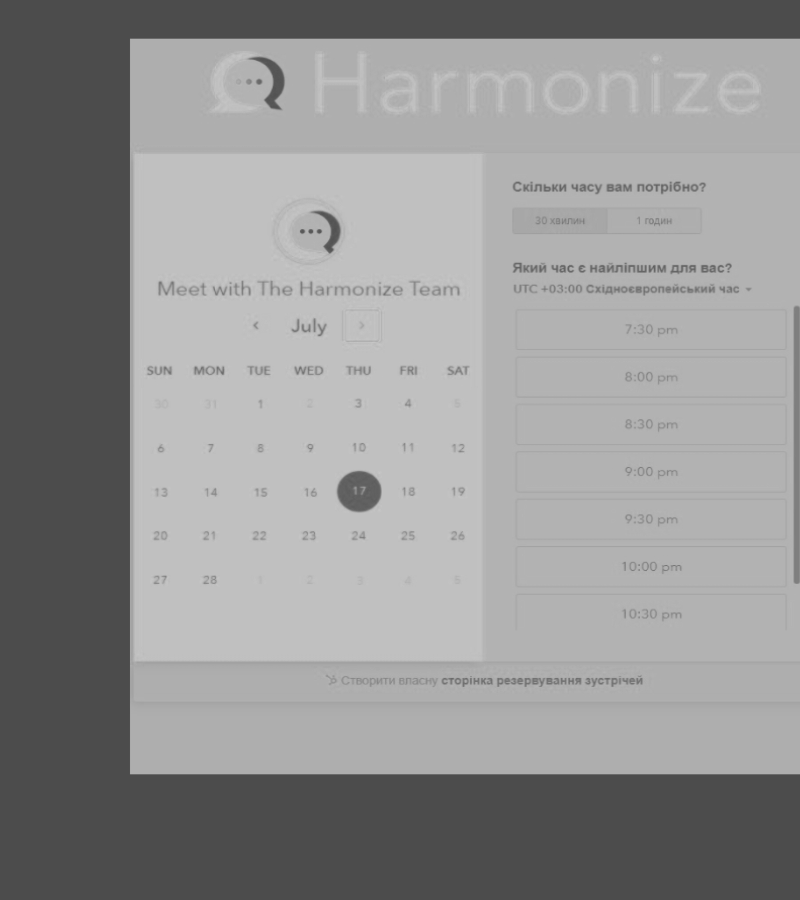 Harmonize
Meet with The Harmonize Team
July
SUN MON TUE WED THU FRI SAT
30 31 1 2 3 4 5
6 7 8 9 10 11 12
13 14 15 16 17 18 19
20 21 22 23 24 25 26
27 28 1 2 3 4 5
Скільки часу вам потрібно?
30 хвилин 1 годин
Який час є найліпшим для вас?
UTC +03:00 Східноєвропейський час
7:30 pm
8:00 pm
8:30 pm
9:00 pm
9:30 pm
10:00 pm
10:30 pm
Створити власну сторінка резервування зустрічей